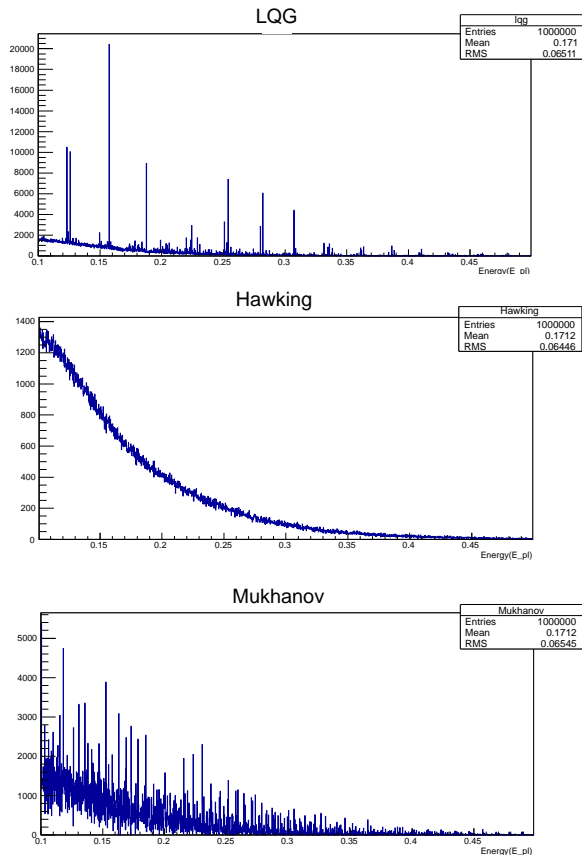 LQG
lqg
Entries 1000000
Mean 0.171
RMS 0.06511
20000
18000
16000
14000
12000
10000
8000
6000
4000
2000
0
0.1 0.15 0.2 0.25 0.3 0.35 0.4 0.45
Energy(E_pl)
Hawking
Hawking
Entries 1000000
Mean 0.1712
RMS 0.06446
1400
1200
1000
800
600
400
200
0
0.15 0.2 0.25 0.3 0.35 0.4 0.45
Energy(E_pl)
Mukhanov
Mukhanov
Entries 1000000
Mean 0.1712
RMS 0.06545
5000
4000
3000
2000
1000
0
0.1 0.15 0.2 0.25 0.3 0.35 0.4 0.45
Energy(E_pl)